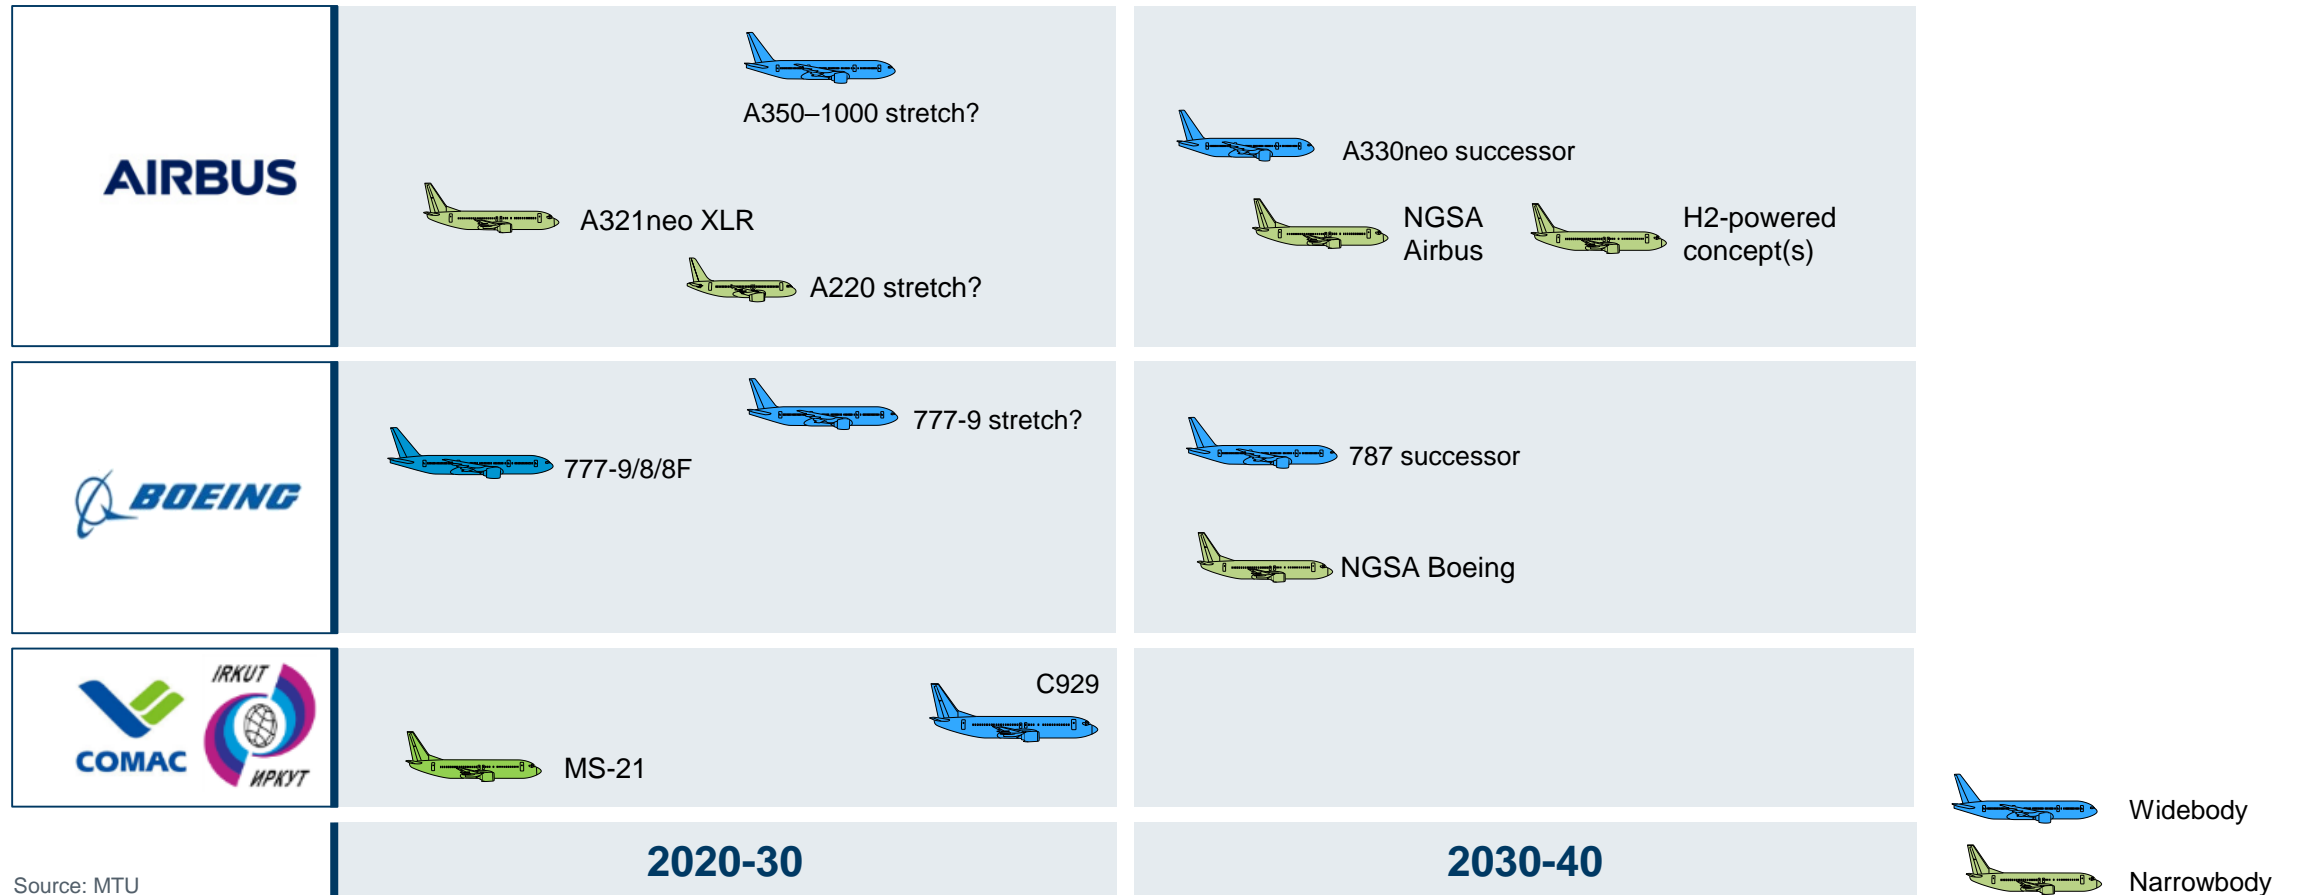 AIRBUS
A350–1000 stretch?
A321neo XLR
A220 stretch?
A330neo successor
NGSA
Airbus
H2-powered
concept(s)
BOEING
777-9 stretch?
777-9/8/8F
787 successor
NGSA Boeing
COMAC
IRKUT
ИРКУТ
C929
MS-21
Widebody
Narrowbody
2020-30
2030-40
Source: MTU